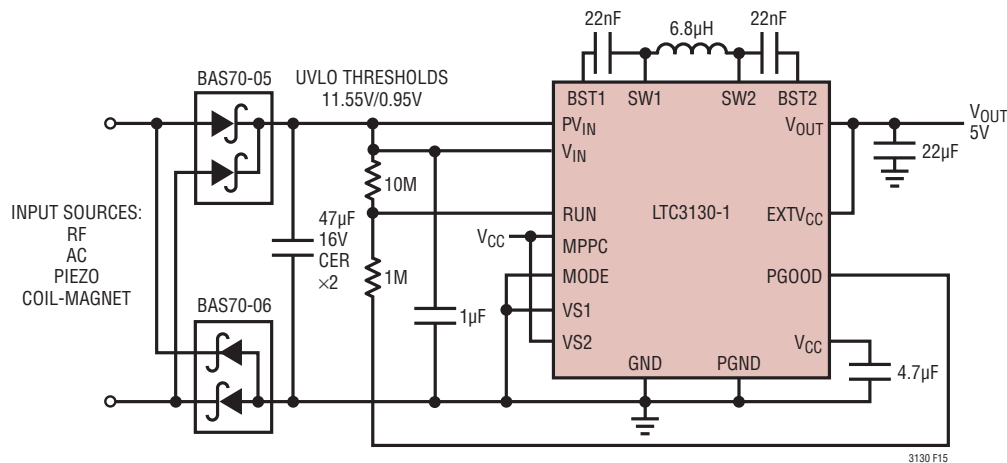 22nF
6.8µH
22nF
BAS70-05
UVLO THRESHOLDS
11.55V/0.95V
BST1
SW1
SW2
BST2
PVIN
VIN
VOUT
VOUT
5V
22µF
10M
RUN
LTC3130-1
EXTVCC
INPUT SOURCES:
RF
AC
PIEZO
COIL-MAGNET
47µF
16V
CER
×2
VCC
MPPC
1M
MODE
PGOOD
BAS70-06
1µF
VS1
VS2
VCC
GND
PGND
4.7µF
3130 F15